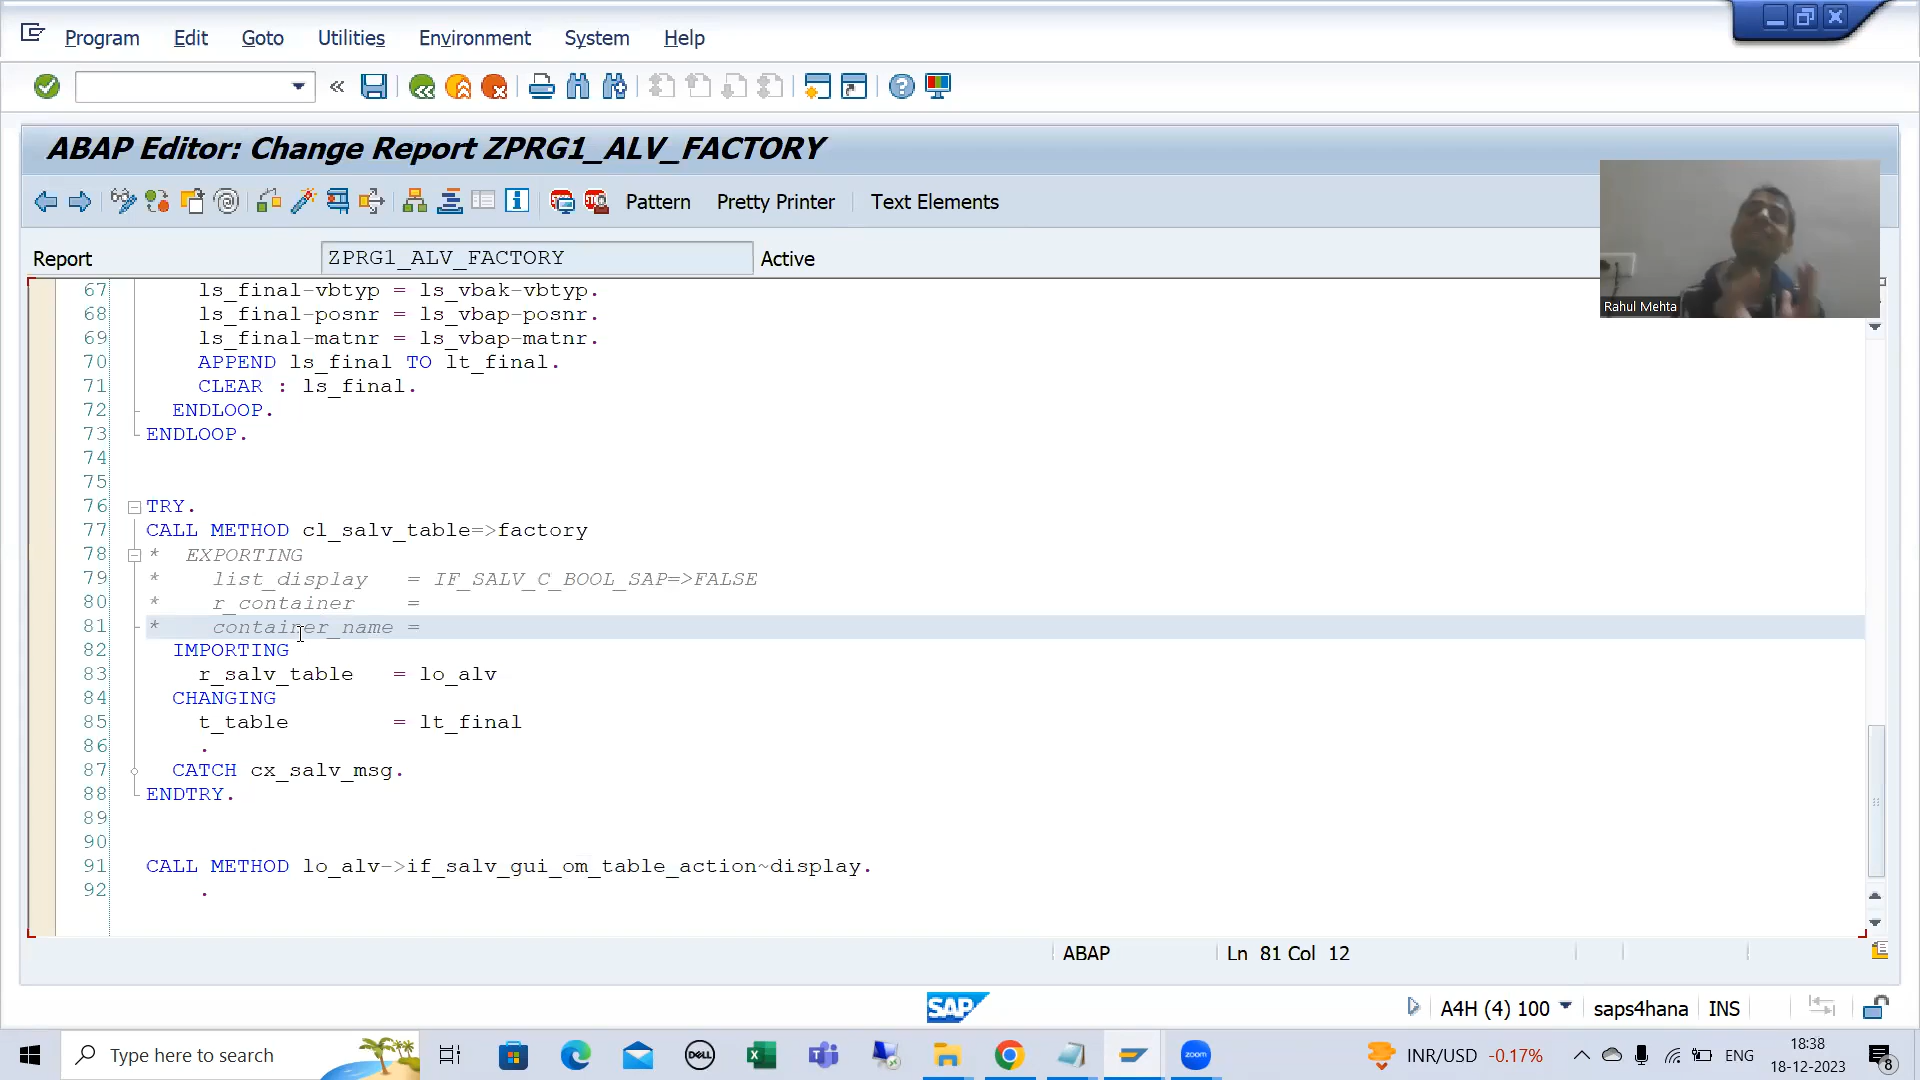 Program Edit Goto Utilities Environment System Help
«
ABAP Editor: Change Report ZPRG1_ALV_FACTORY
Pattern Pretty Printer Text Elements
Report ZPRG1_ALV_FACTORY Active
Rahul Mehta
67 ls_final-vbtyp = ls_vbak-vbtyp.
68 ls_final-posnr = ls_vbap-posnr.
69 ls_final-matnr = ls_vbap-matnr.
70 APPEND ls_final TO lt_final.
71 CLEAR : ls_final.
72 ENDLOOP.
73 ENDLOOP.
74
75
76 TRY.
77 CALL METHOD cl_salv_table=>factory
78 * EXPORTING
79 * list_display = IF_SALV_C_BOOL_SAP=>FALSE
80 * r_container =
81 * container_name =
82 IMPORTING
83 r_salv_table = lo_alv
84 CHANGING
85 t_table = lt_final
86 .
87 CATCH cx_salv_msg.
88 ENDTRY.
89
90
91 CALL METHOD lo_alv->if_salv_gui_om_table_action~display.
92 .
ABAP Ln 81 Col 12
SAP
A4H (4) 100 saps4hana INS
Type here to search
DELL
zoom
INR/USD -0.17%
ENG
18:38
18-12-2023
8